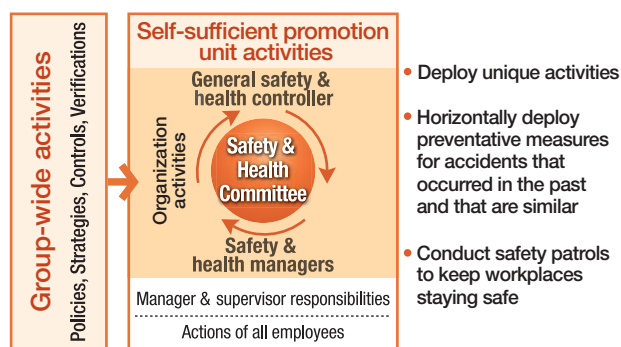 Group-wide activities
Policies, Strategies, Controls, Verifications
Self-sufficient promotion
unit activities
Organization
activities
General safety &
health controller
Safety &
Health
Committee
Safety &
health managers
Manager & supervisor responsibilities
Actions of all employees
• Deploy unique activities
• Horizontally deploy
preventative measures
for accidents that
occurred in the past
and that are similar
• Conduct safety patrols
to keep workplaces
staying safe